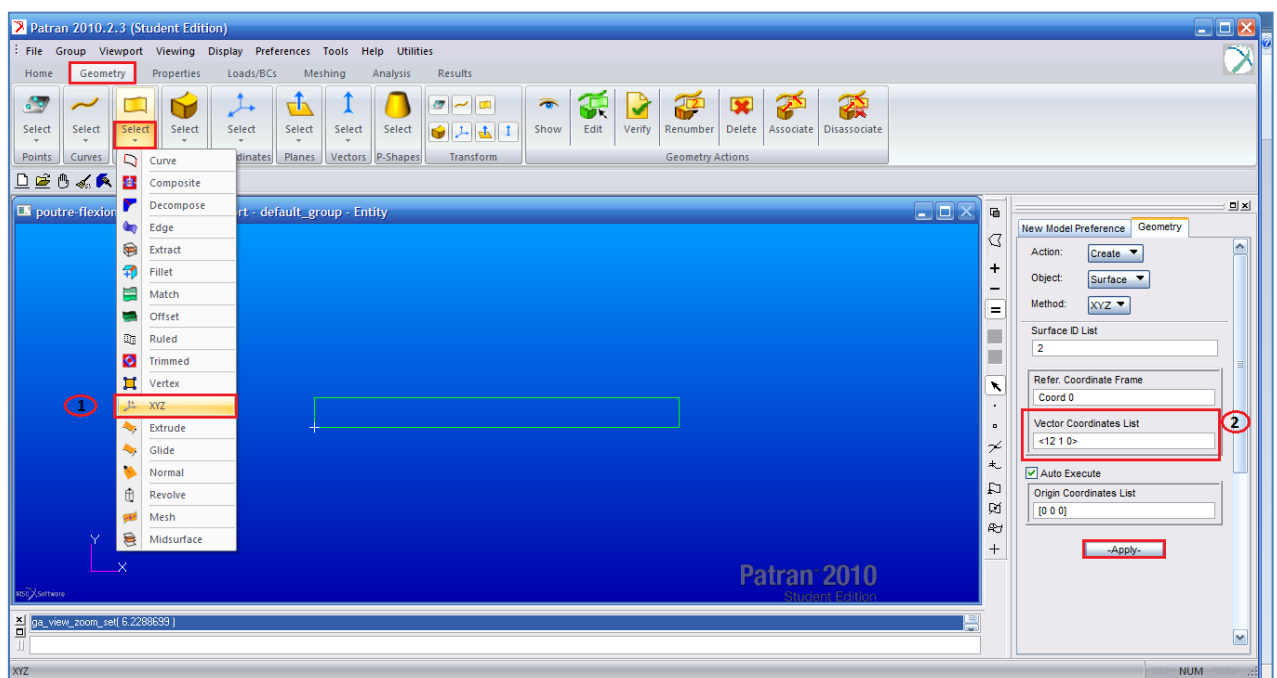 Patran 2010.2.3 (Student Edition)
File Group Viewport Viewing Display Preferences Tools Help Utilities
Home Geometry Properties Loads/BCs Meshing Analysis Results
Select Select Select Select Select Select Select Select Show Edit Verify Renumber Delete Associate Disassociate
Points Curves dinates Planes Vectors P-Shapes Transform Geometry Actions
Curve
Composite
Decompose
Edge
Extract
Fillet
Match
Offset
Ruled
Trimmed
Vertex
1 XYZ
Extrude
Glide
Normal
Revolve
Mesh
Midsurface
poutre-flexion rt - default_group - Entity
Y
X
MSC Software
Patran 2010
Student Edition
New Model Preference Geometry
Action: Create
Object: Surface
Method: XYZ
Surface ID List
2
Refer. Coordinate Frame
Coord 0
Vector Coordinates List
2
<12 1 0>
Auto Execute
Origin Coordinates List
[0 0 0]
-Apply-
ga_view_zoom_set( 6.2288699 )
XYZ
NUM